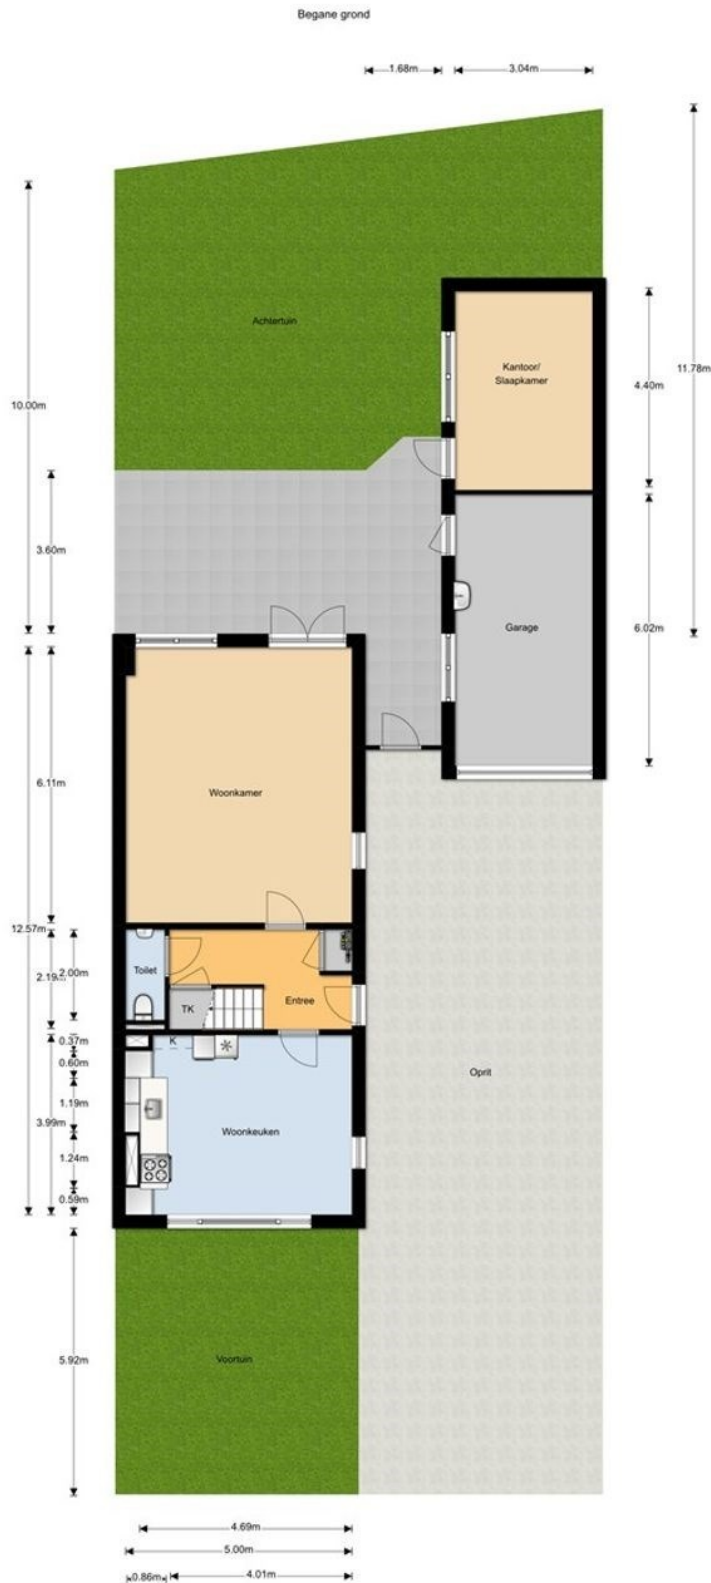 Begane grond
1.68m
3.04m
Achtertuin
Kantoor/
Slaapkamer
4.40m
11.78m
10.00m
3.60m
Garage
6.02m
6.11m
Woonkamer
12.57m
2.19m
2.00m
Toilet
TK
Entree
0.37m
K
0.60m
Oprit
1.19m
3.99m
Woonkeuken
1.24m
0.59m
5.92m
Voortuin
4.69m
5.00m
0.86m
4.01m